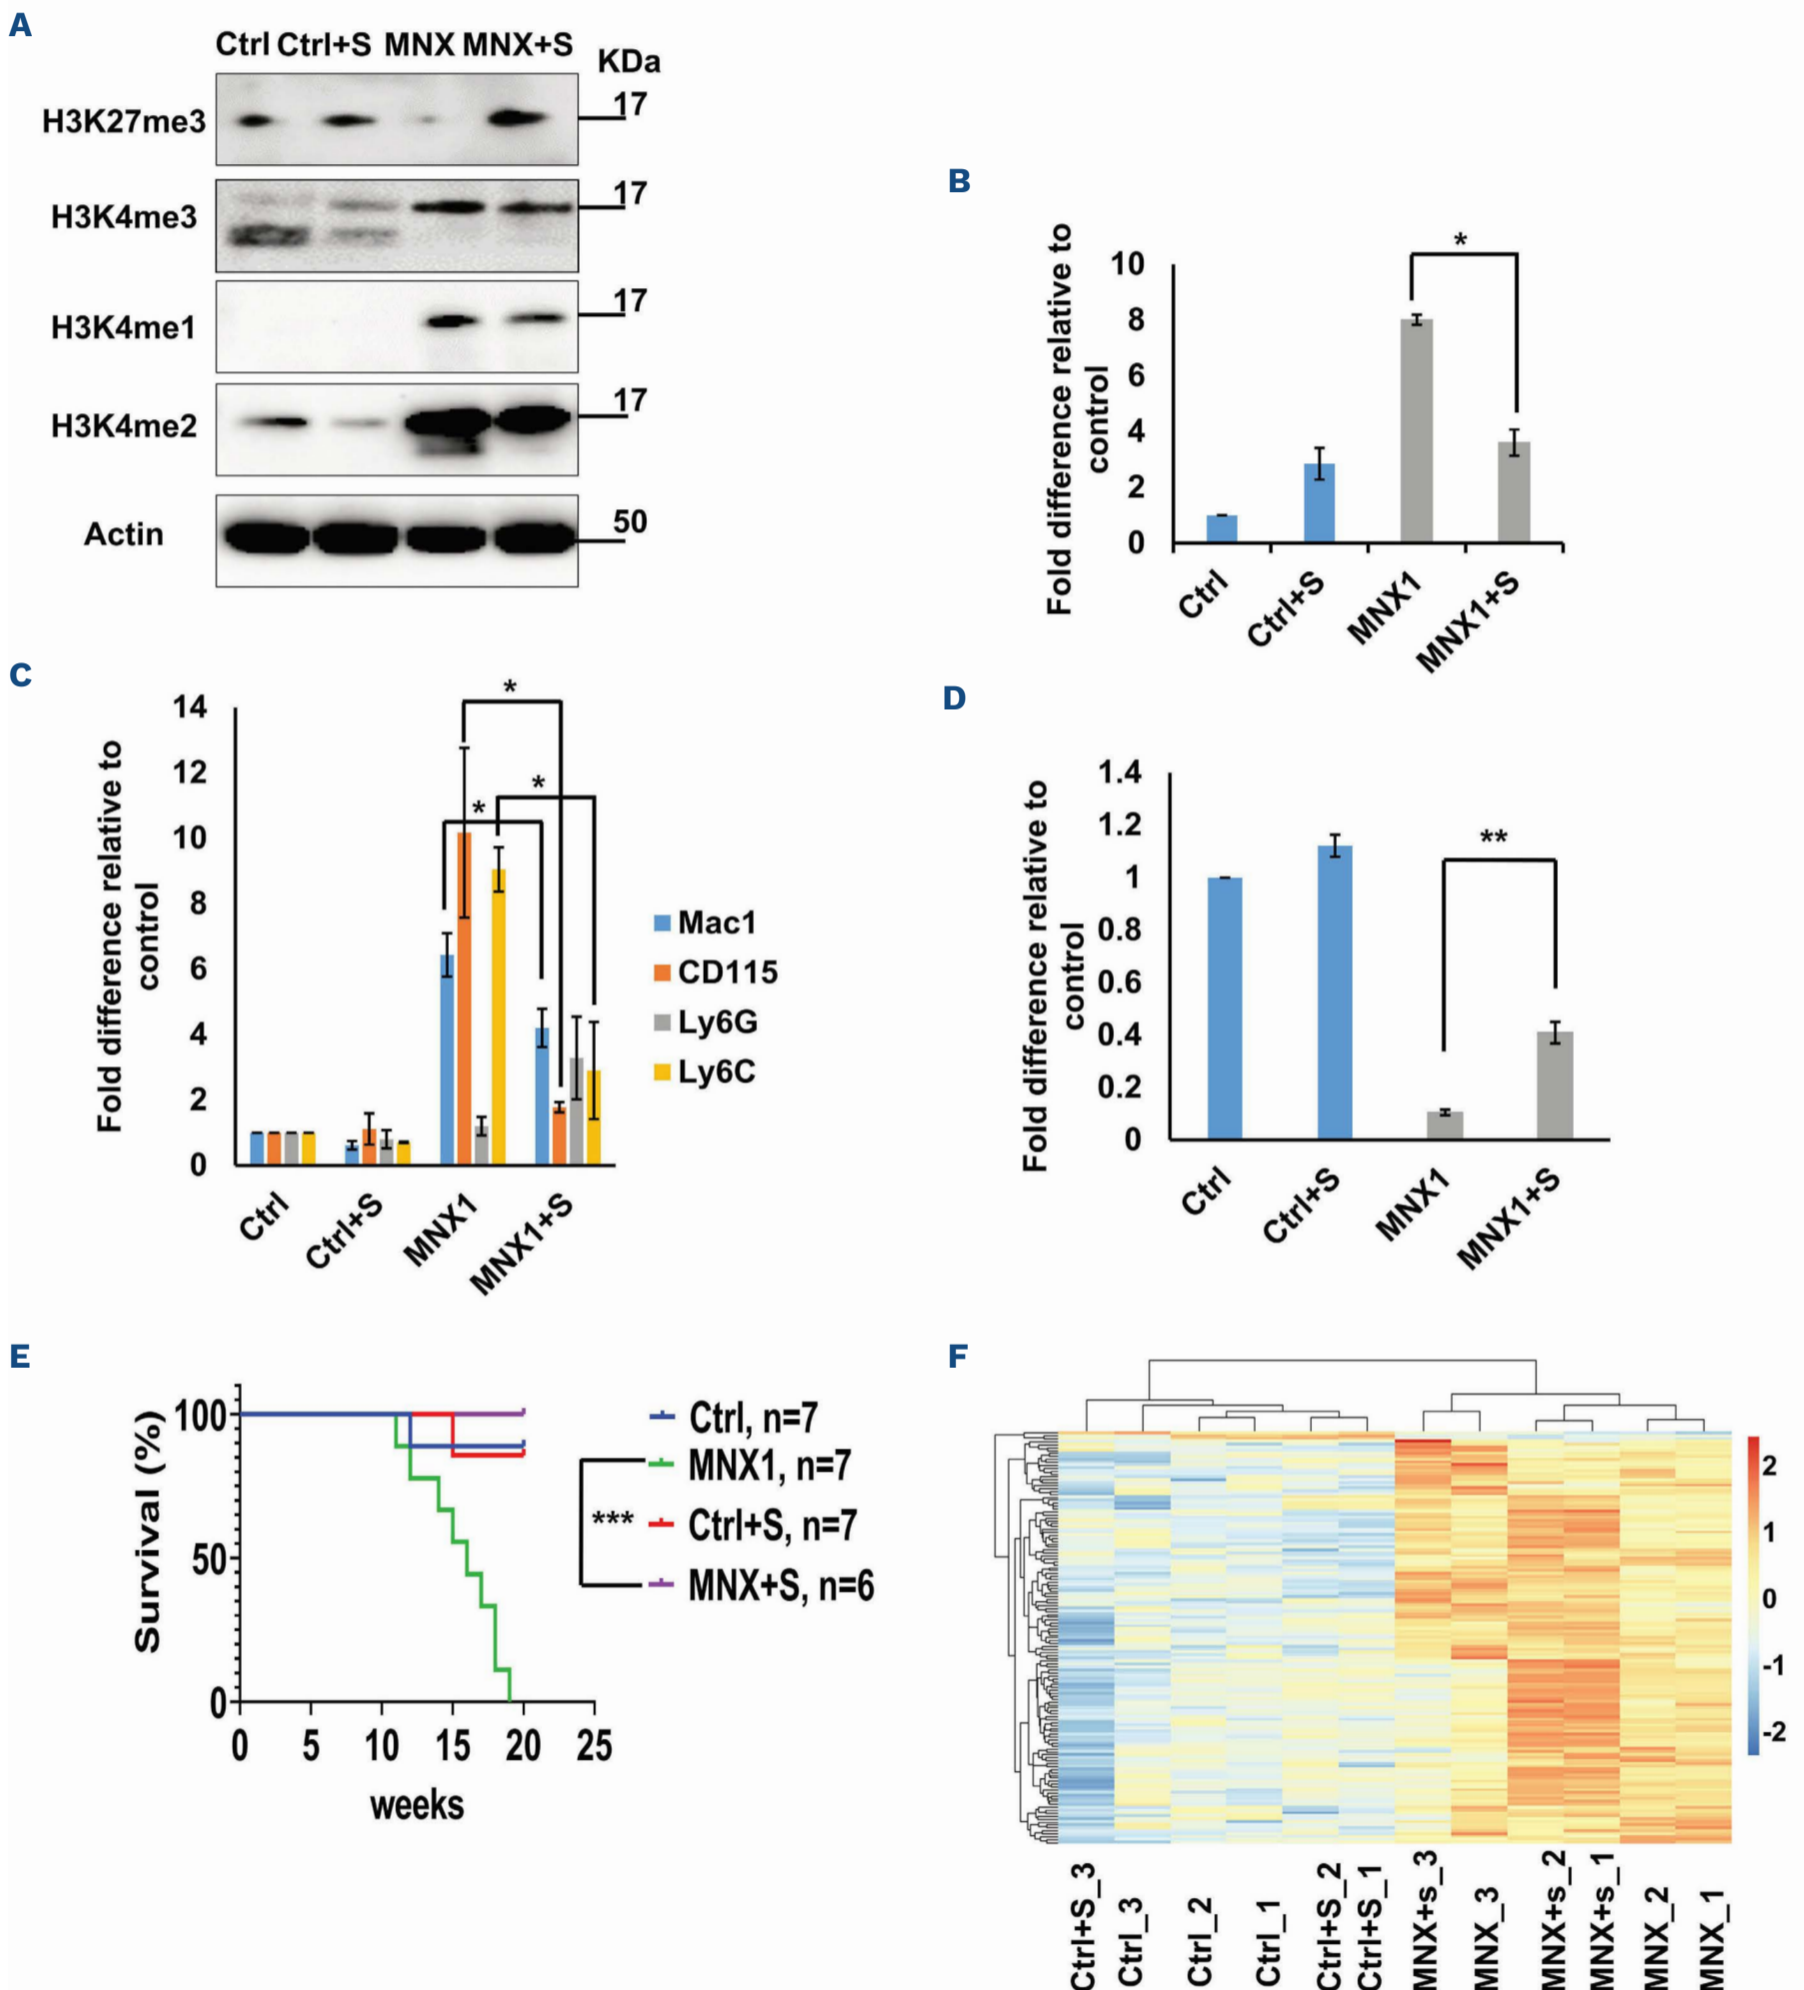 A
Ctrl Ctrl+S MNX MNX+S
KDa
H3K27me3
17
H3K4me3
17
H3K4me1
17
H3K4me2
17
Actin
50
B
Fold difference relative to
control
10
8
6
4
2
0
*
Ctrl
Ctrl+S
MNX1
MNX1+S
C
Fold difference relative to
control
14
12
10
8
6
4
2
0
*
*
*
Ctrl
Ctrl+S
MNX1
MNX1+S
Mac1
CD115
Ly6G
Ly6C
D
Fold difference relative to
control
1.4
1.2
1
0.8
0.6
0.4
0.2
0
**
Ctrl
Ctrl+S
MNX1
MNX1+S
E
Survival (%)
100
50
0
0 5 10 15 20 25
weeks
Ctrl, n=7
MNX1, n=7
***
Ctrl+S, n=7
MNX+S, n=6
F
2
1
0
-1
-2
Ctrl+S_3
Ctrl_3
Ctrl_2
Ctrl_1
Ctrl+S_2
Ctrl+S_1
MNX+s_3
MNX_3
MNX+s_2
MNX+s_1
MNX_2
MNX_1